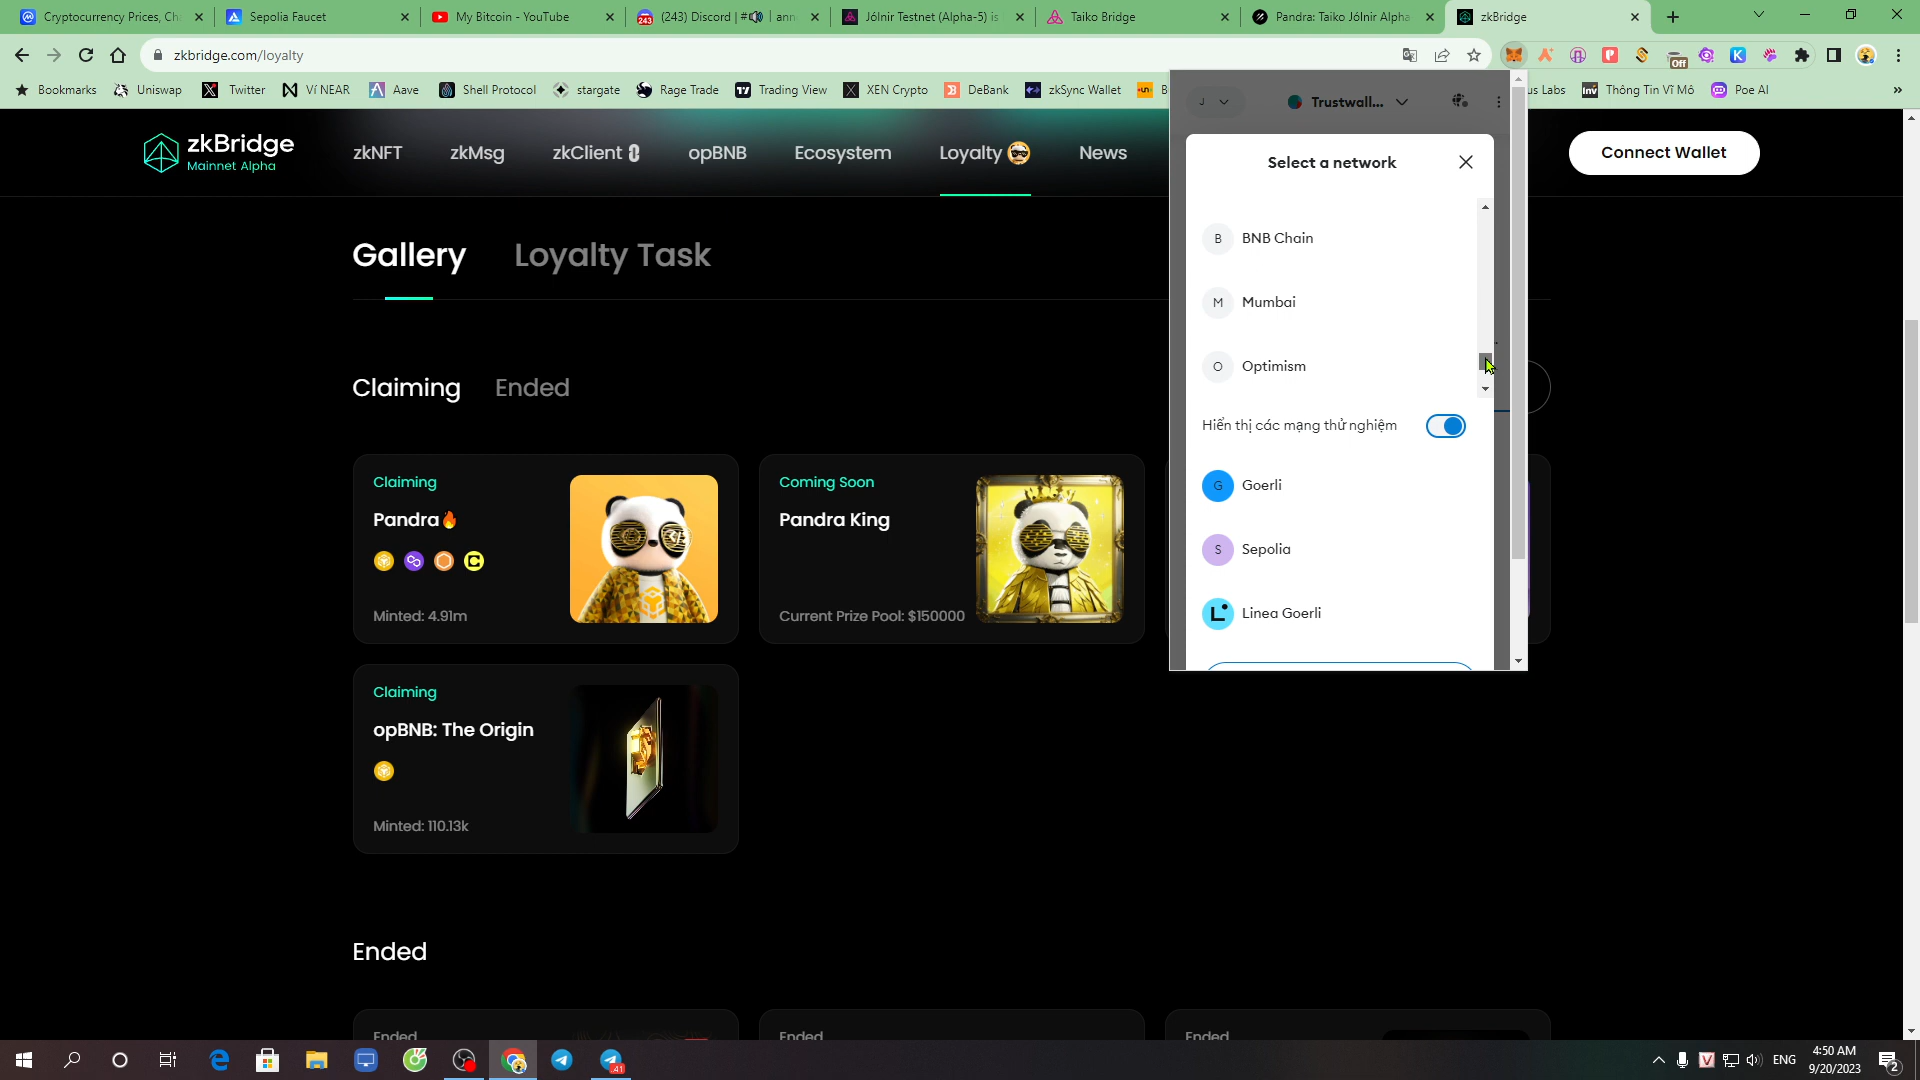 Cryptocurrency Prices, Ch
Sepolia Faucet
My Bitcoin - YouTube
(243) Discord | #
ann
Jólnir Testnet (Alpha-5) is
Taiko Bridge
Pandra: Taiko Jólnir Alpha
zkBridge
zkbridge.com/loyalty
Off
Bookmarks
Uniswap
Twitter
Ví NEAR
Aave
Shell Protocol
stargate
Rage Trade
Trading View
XEN Crypto
DeBank
zkSync Wallet
B
us Labs
Thông Tin Vĩ Mô
Poe AI
J
Trustwall...
zkBridge
Mainnet Alpha
zkNFT
zkMsg
zkClient
opBNB
Ecosystem
Loyalty
News
Connect Wallet
Select a network
B BNB Chain
M Mumbai
O Optimism
Hiển thị các mạng thử nghiệm
G Goerli
S Sepolia
L Linea Goerli
Gallery
Loyalty Task
Claiming
Ended
Claiming
Pandra
Minted: 4.91m
Coming Soon
Pandra King
Current Prize Pool: $150000
Claiming
opBNB: The Origin
Minted: 110.13k
Ended
Ended
Ended
Ended
ENG
4:50 AM
9/20/2023
2
41